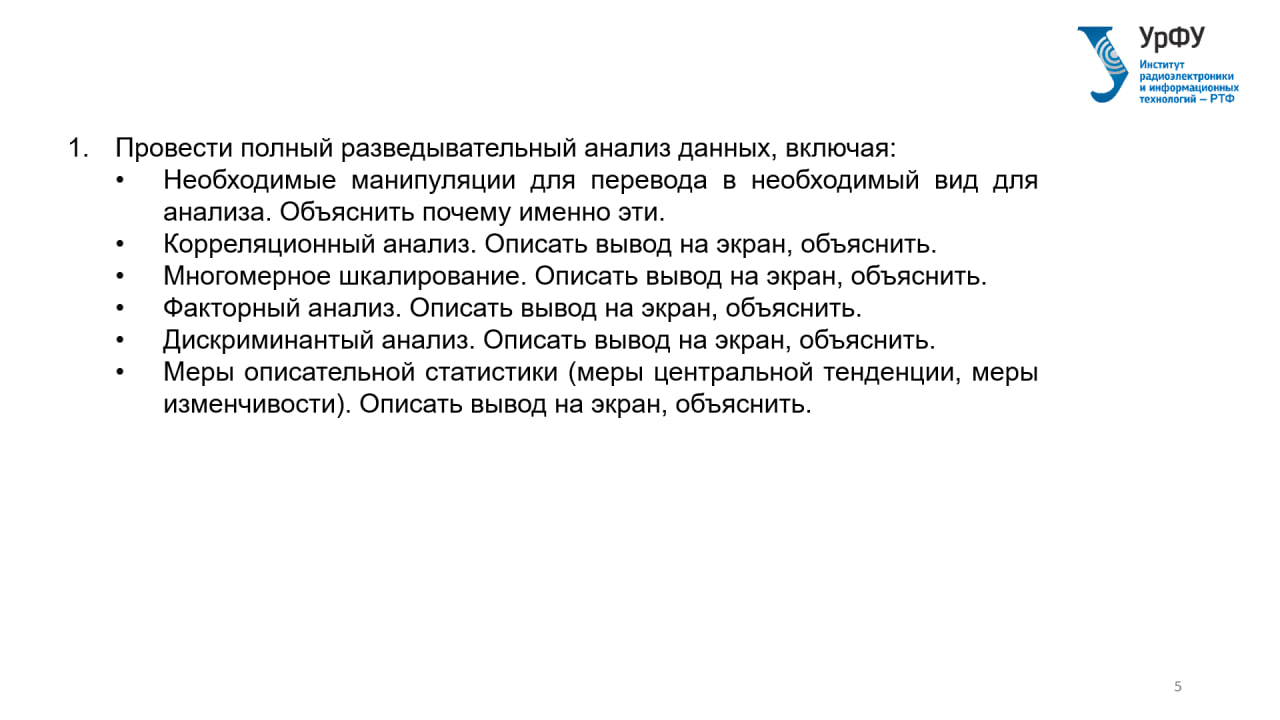 УрФУ
Институт
радиоэлектроники
и информационных
технологий – РТФ
1. Провести полный разведывательный анализ данных, включая:
• Необходимые манипуляции для перевода в необходимый вид для
анализа. Объяснить почему именно эти.
• Корреляционный анализ. Описать вывод на экран, объяснить.
• Многомерное шкалирование. Описать вывод на экран, объяснить.
• Факторный анализ. Описать вывод на экран, объяснить.
• Дискриминантый анализ. Описать вывод на экран, объяснить.
• Меры описательной статистики (меры центральной тенденции, меры
изменчивости). Описать вывод на экран, объяснить.
5